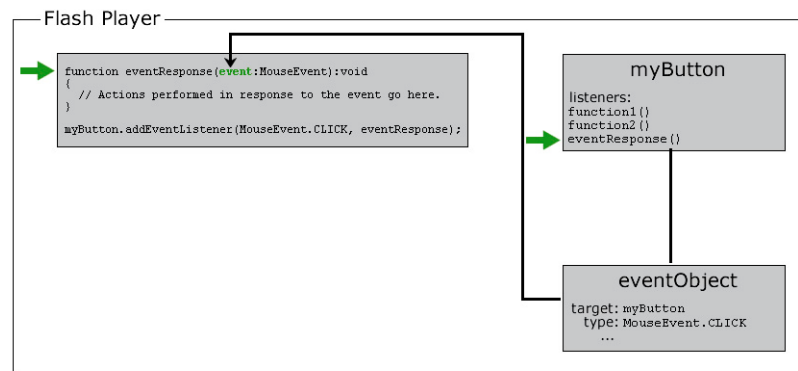 Flash Player
function eventResponse(event:MouseEvent):void
{
// Actions performed in response to the event go here.
}
myButton.addEventListener(MouseEvent.CLICK, eventResponse);
myButton
listeners:
function1()
function2()
eventResponse()
eventObject
target: myButton
type: MouseEvent.CLICK
...